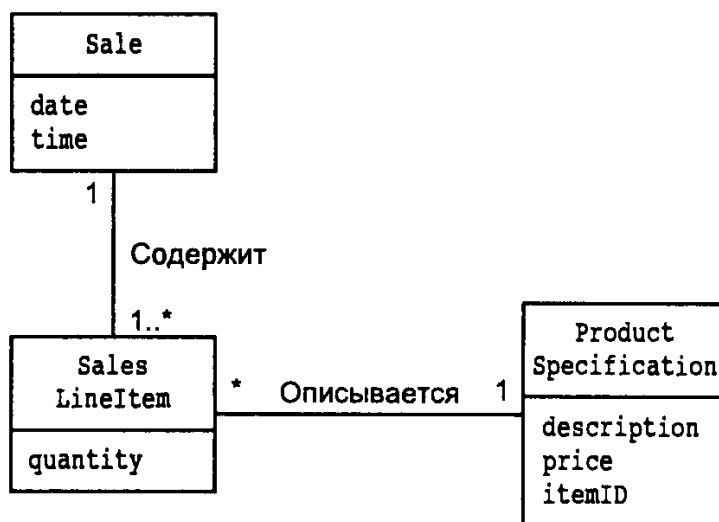 Sale
date
time
1
Содержит
1..*
Sales
LineItem
quantity
*
Описывается
1
Product
Specification
description
price
itemID